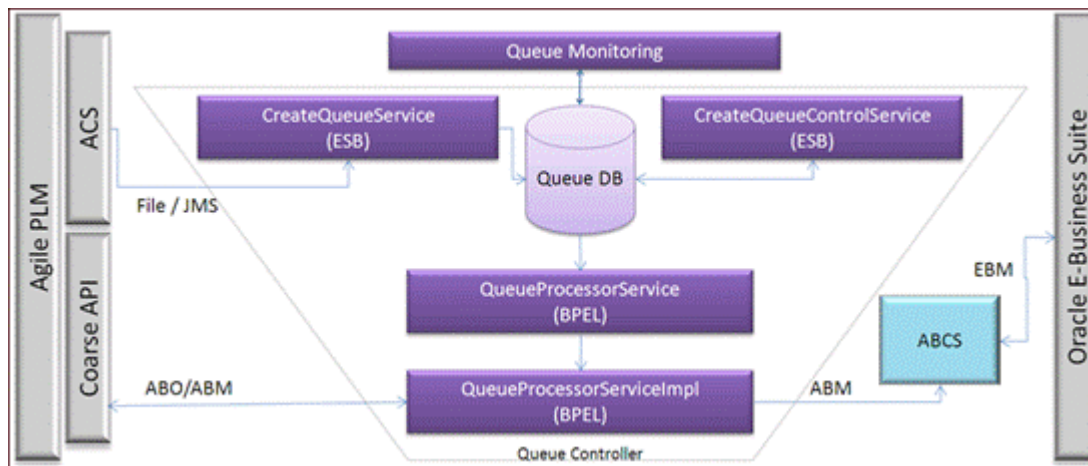 Agile PLM
ACS
Coarse API
Queue Monitoring
CreateQueueService
(ESB)
CreateQueueControlService
(ESB)
Queue DB
File / JMS
QueueProcessorService
(BPEL)
EBM
ABCS
ABO/ABM
QueueProcessorServiceImpl
(BPEL)
ABM
Queue Controller
Oracle E-Business Suite